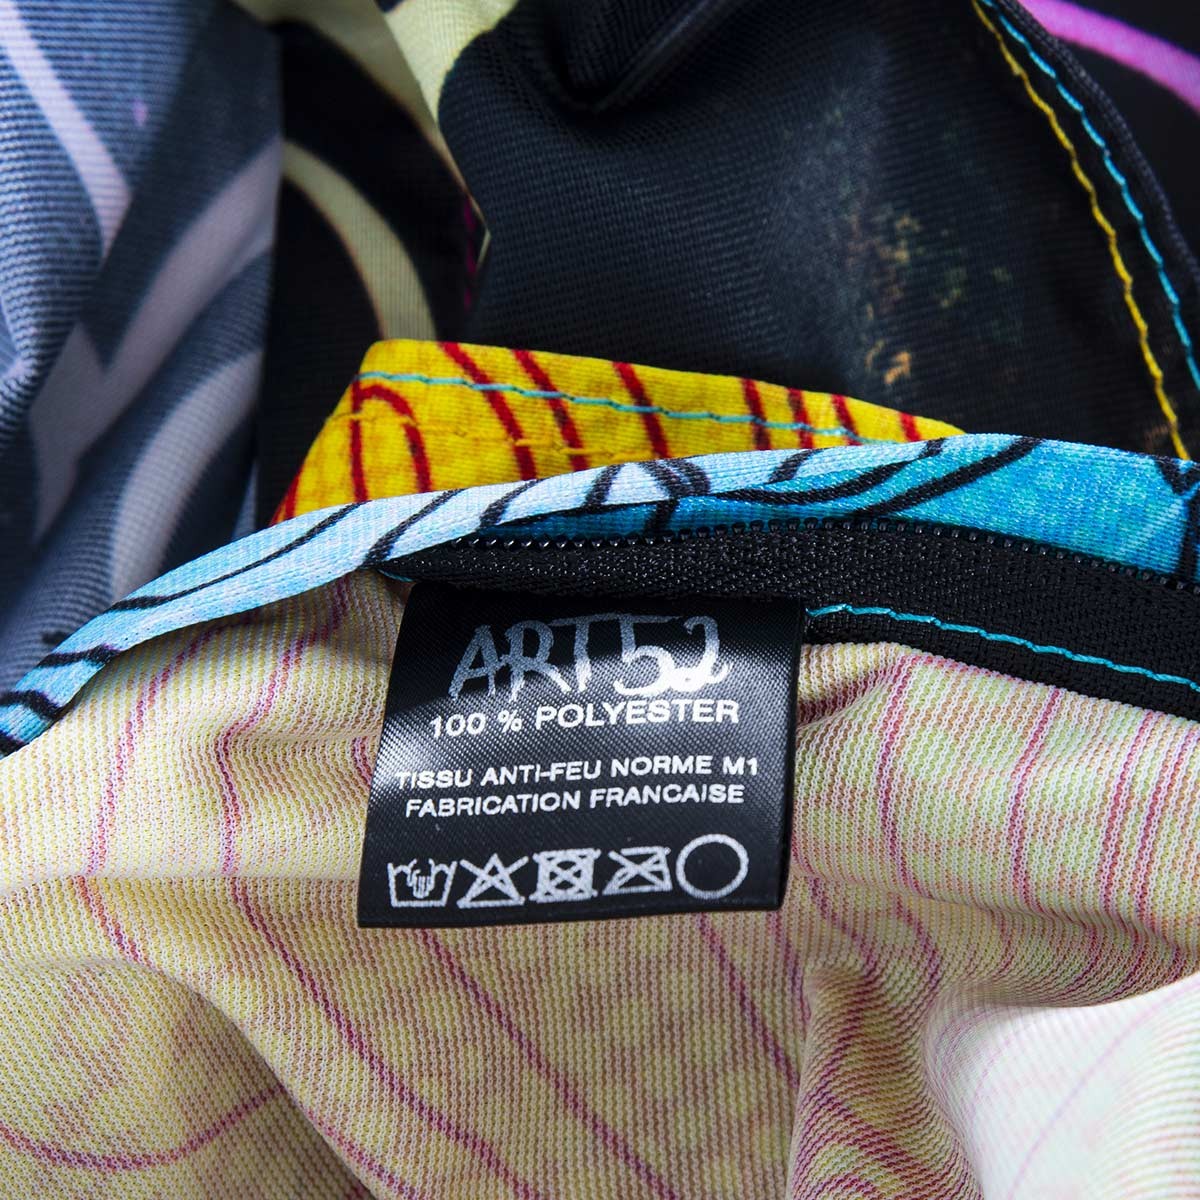 ART52
100 % POLYESTER
TISSU ANTI-FEU NORME M1
FABRICATION FRANCAISE